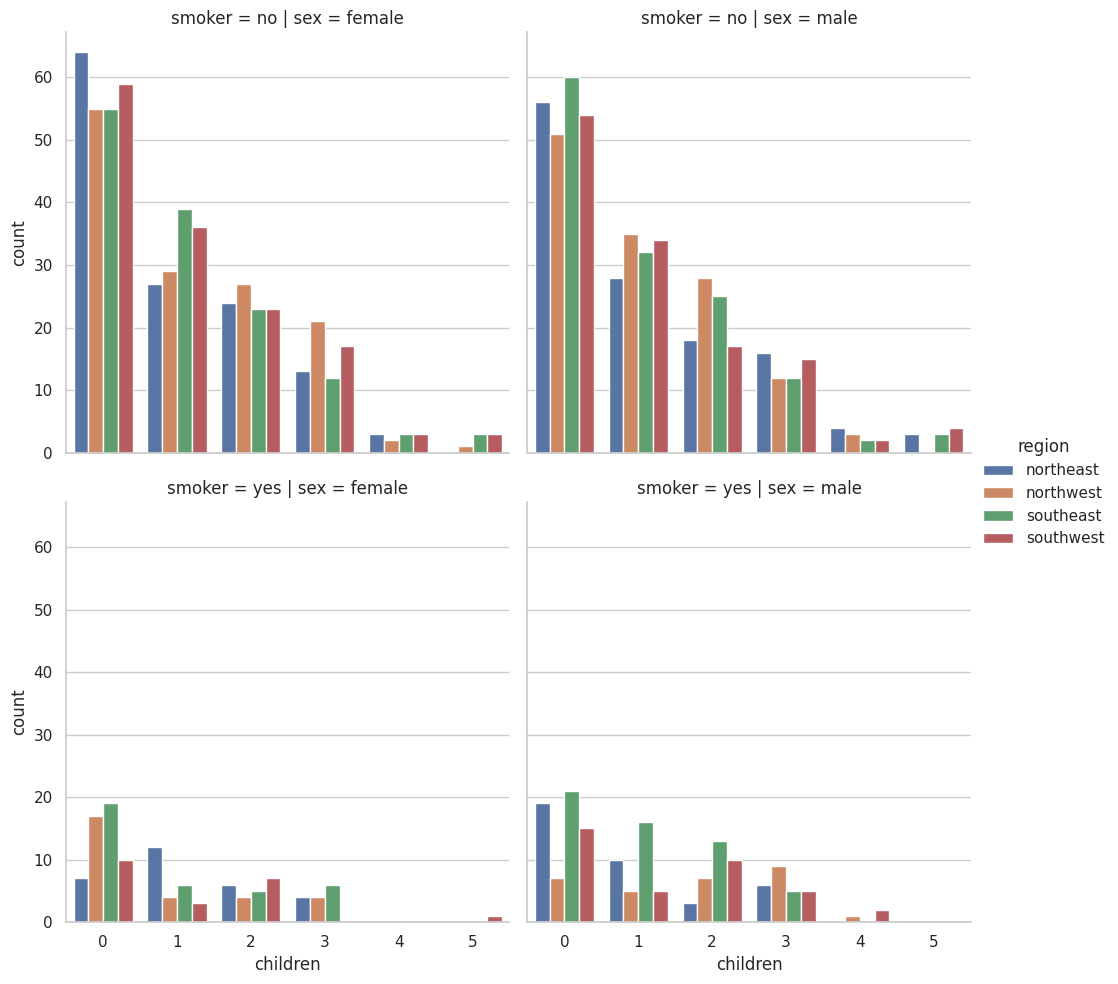 smoker = no | sex = female
smoker = no | sex = male
count
60
50
40
30
20
10
0
smoker = yes | sex = female
smoker = yes | sex = male
count
60
50
40
30
20
10
0
0 1 2 3 4 5
0 1 2 3 4 5
children
children
region
northeast
northwest
southeast
southwest